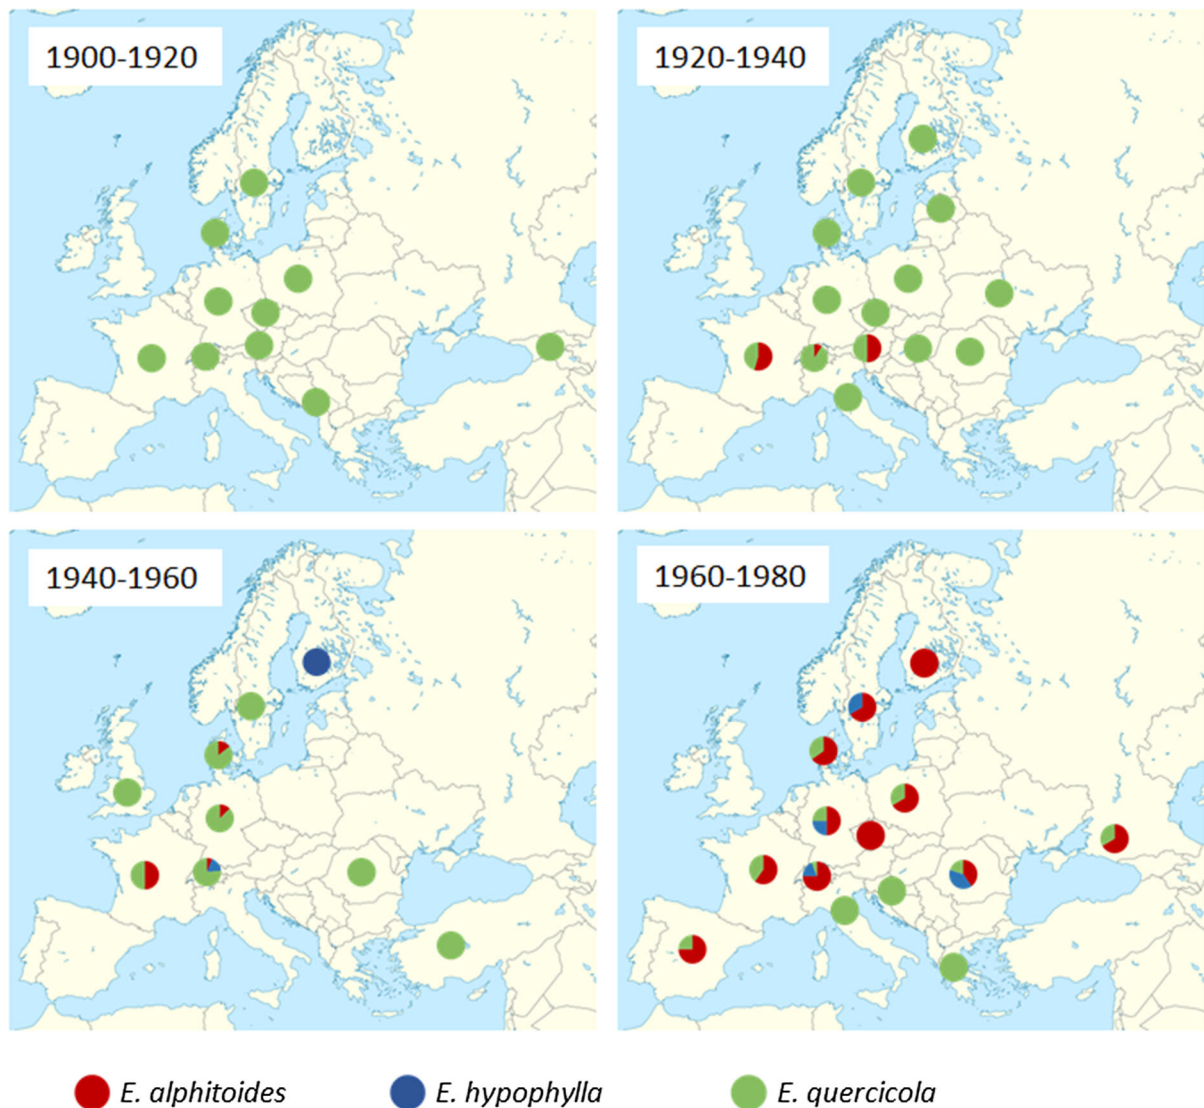 1900-1920
1920-1940
1940-1960
1960-1980
E. alphitoides
E. hypophylla
E. quercicola